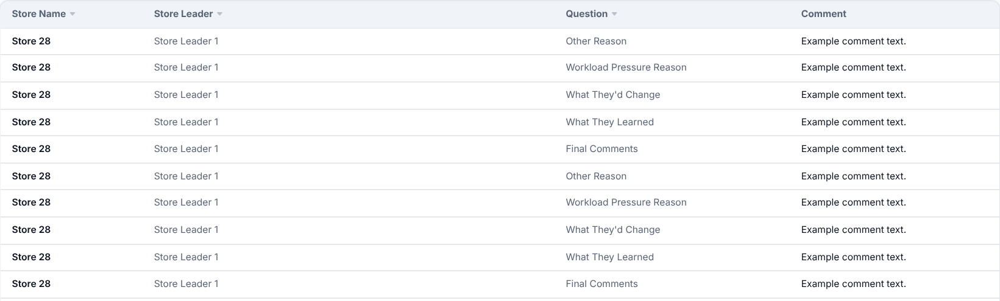 Store Name Store Leader Question Comment
Store 28 Store Leader 1 Other Reason Example comment text.
Store 28 Store Leader 1 Workload Pressure Reason Example comment text.
Store 28 Store Leader 1 What They'd Change Example comment text.
Store 28 Store Leader 1 What They Learned Example comment text.
Store 28 Store Leader 1 Final Comments Example comment text.
Store 28 Store Leader 1 Other Reason Example comment text.
Store 28 Store Leader 1 Workload Pressure Reason Example comment text.
Store 28 Store Leader 1 What They'd Change Example comment text.
Store 28 Store Leader 1 What They Learned Example comment text.
Store 28 Store Leader 1 Final Comments Example comment text.